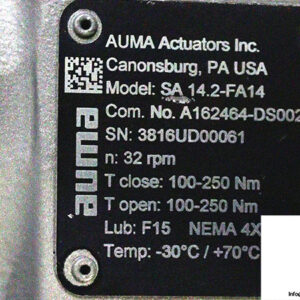 AUMA Actuators Inc.
Canonsburg, PA USA
Model: SA 14.2-FA14
Com. No. A162464-DS002
SN: 3816UD00061
n: 32 rpm
T close: 100-250 Nm
T open: 100-250 Nm
Lub: F15 NEMA 4X
Temp: -30°C / +70°C
auma